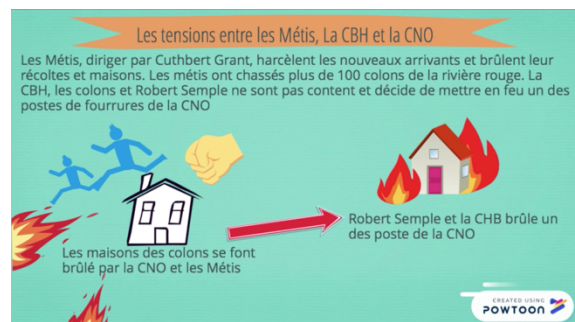 Les tensions entre les Métis, La CBH et la CNO
Les Métis, diriger par Cuthbert Grant, harcèlent les nouveaux arrivants et brûlent leur
récoltes et maisons. Les métis ont chassés plus de 100 colons de la rivière rouge. La
CBH, les colons et Robert Semple ne sont pas content et décide de mettre en feu un des
postes de fourrures de la CNO
Les maisons des colons se font
brûlé par la CNO et les Métis
Robert Semple et la CHB brûle un
des poste de la CNO
CREATED USING
POWTOON